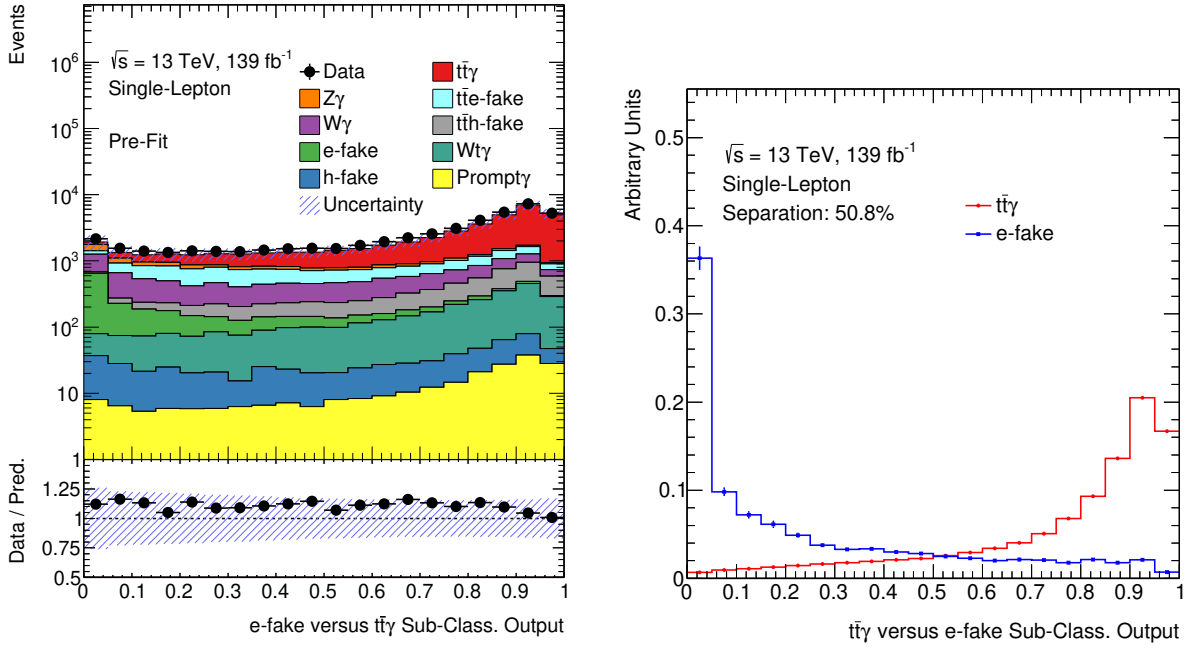 Events
10⁶
10⁵
10⁴
10³
10²
10
1
√s = 13 TeV, 139 fb⁻¹
Single-Lepton
Pre-Fit
Data
Zγ
Wγ
e-fake
h-fake
Uncertainty
tt̄γ
tt̄e-fake
tt̄h-fake
Wtγ
Promptγ
Data / Pred.
1
1.25
1
0.75
0.5
0 0.1 0.2 0.3 0.4 0.5 0.6 0.7 0.8 0.9 1
e-fake versus tt̄γ Sub-Class. Output
Arbitrary Units
0.5
0.4
0.3
0.2
0.1
0
√s = 13 TeV, 139 fb⁻¹
Single-Lepton
Separation: 50.8%
tt̄γ
e-fake
0 0.1 0.2 0.3 0.4 0.5 0.6 0.7 0.8 0.9 1
tt̄γ versus e-fake Sub-Class. Output